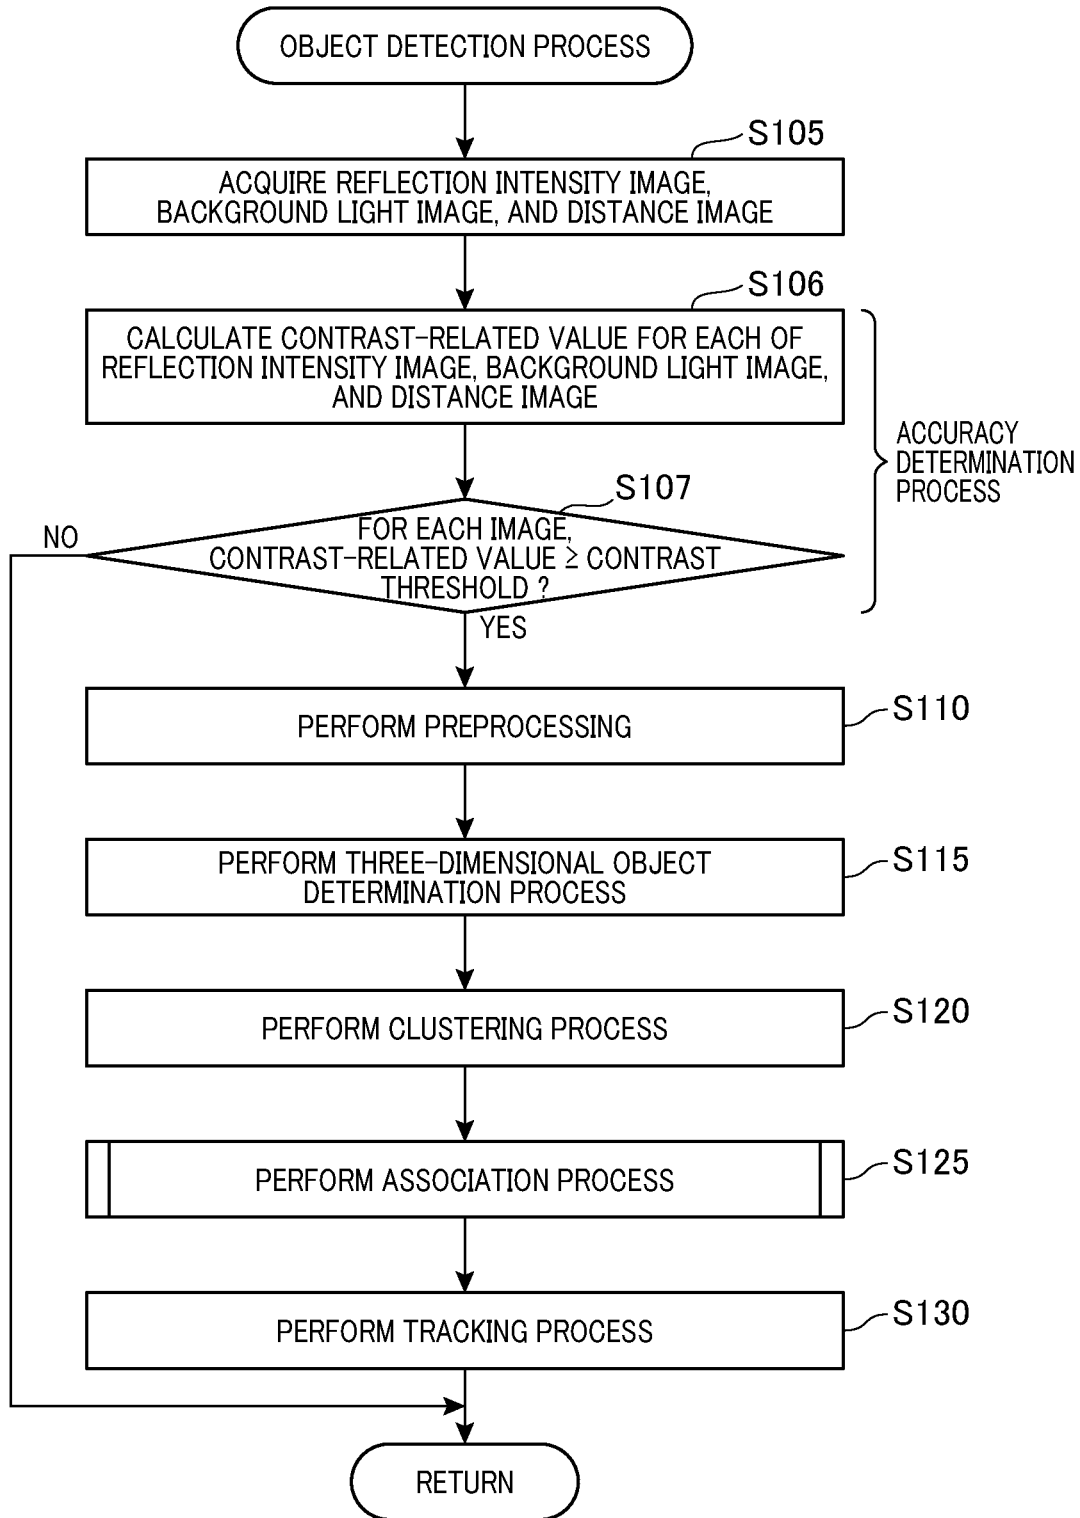 OBJECT DETECTION PROCESS
S105
ACQUIRE REFLECTION INTENSITY IMAGE,
BACKGROUND LIGHT IMAGE, AND DISTANCE IMAGE
S106
CALCULATE CONTRAST-RELATED VALUE FOR EACH OF
REFLECTION INTENSITY IMAGE, BACKGROUND LIGHT IMAGE,
AND DISTANCE IMAGE
ACCURACY
DETERMINATION
PROCESS
S107
FOR EACH IMAGE,
CONTRAST-RELATED VALUE ≥ CONTRAST
THRESHOLD ?
NO
YES
PERFORM PREPROCESSING
S110
PERFORM THREE-DIMENSIONAL OBJECT
DETERMINATION PROCESS
S115
PERFORM CLUSTERING PROCESS
S120
PERFORM ASSOCIATION PROCESS
S125
PERFORM TRACKING PROCESS
S130
RETURN